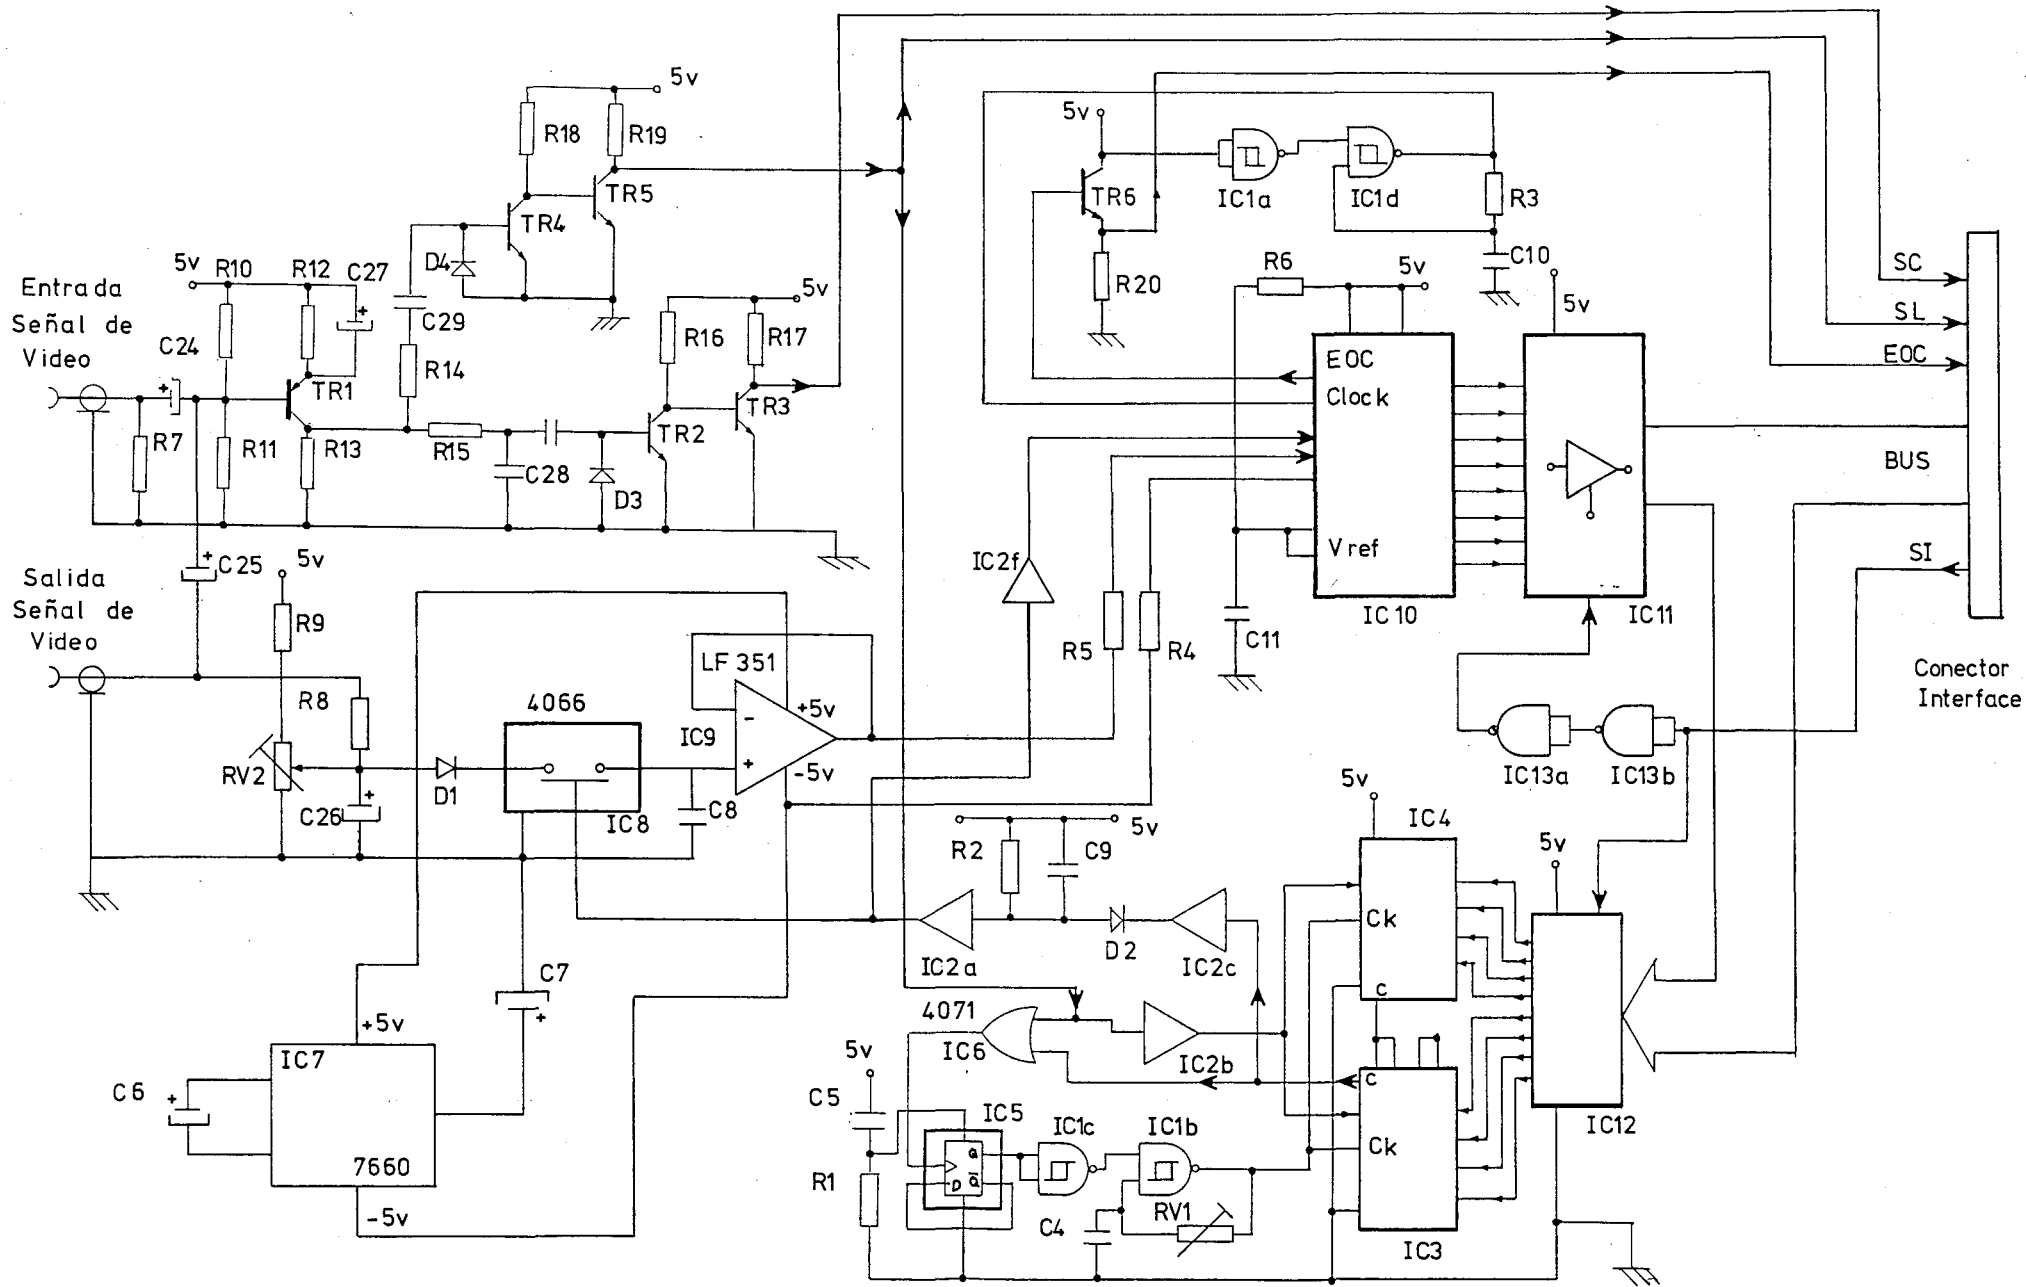 5v
R18
R19
TR4
TR5
D4
5v
R10
R12
C27
Entrada
Señal de
Video
C24
C29
R14
TR1
R7
R11
R13
R15
C28
D3
R16
R17
5v
TR2
TR3
5v
TR6
R20
IC1a
IC1d
R3
C10
R6
5v
5v
EOC
Clock
Vref
IC10
IC11
C11
SC
SL
EOC
BUS
SI
Conector
Interface
Salida
Señal de
Video
C25
5v
R9
R8
RV2
C26
D1
4066
IC8
C8
LF 351
IC9
-
+
+5v
-5v
IC2f
R5
R4
IC13a
IC13b
R2
C9
5v
IC2a
D2
IC2c
5v
IC4
Ck
c
5v
IC12
C7
+5v
IC7
C6
7660
-5v
4071
IC6
IC2b
5v
C5
R1
IC5
Q
D
Q
IC1c
IC1b
C4
RV1
c
Ck
IC3